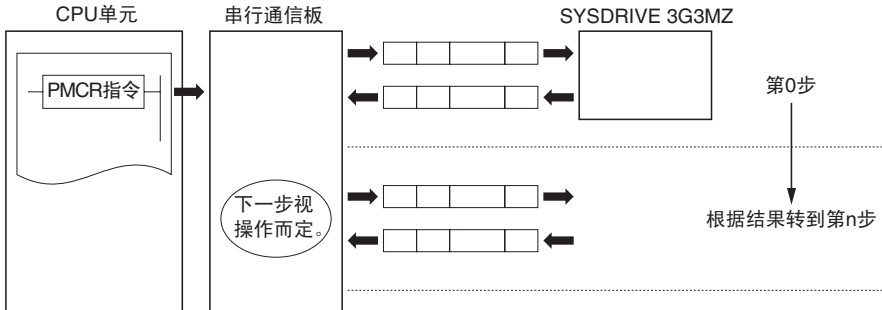 CPU单元
串行通信板
SYSDRIVE 3G3MZ
PMCR指令
第0步
下一步视
操作而定。
根据结果转到第n步